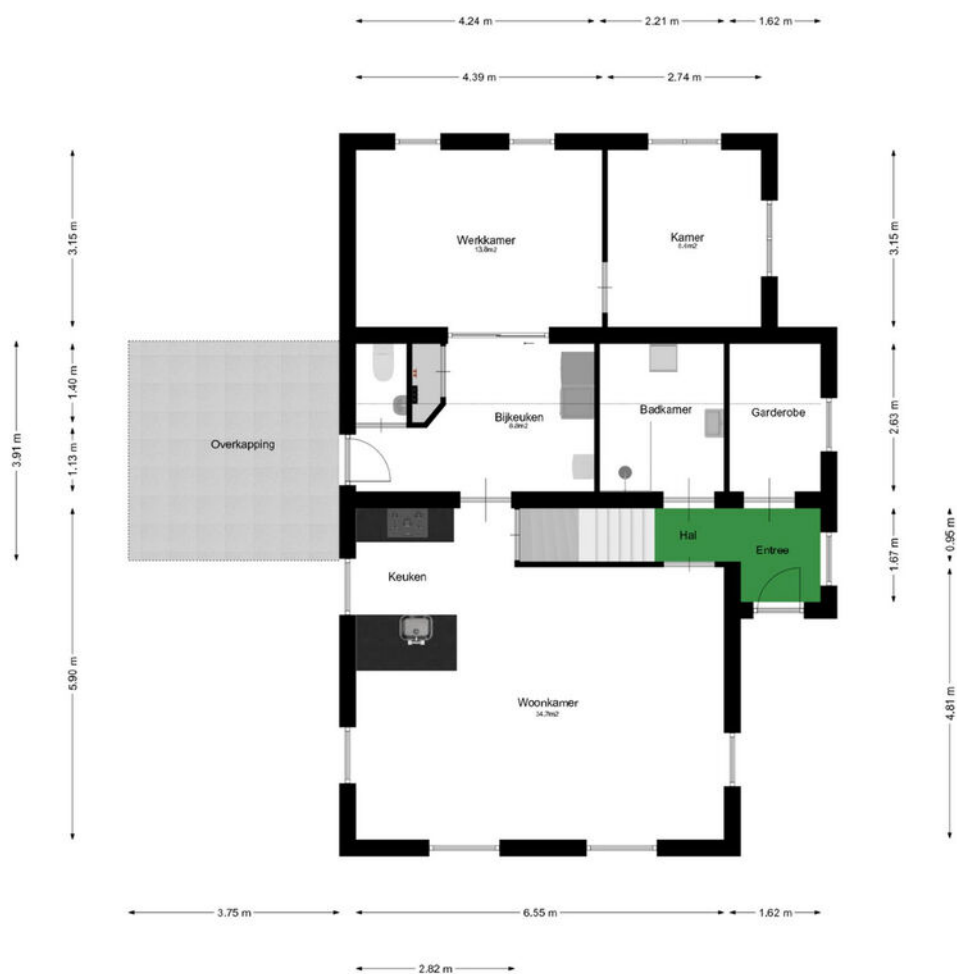 4.24 m
2.21 m
1.62 m
4.39 m
2.74 m
3.15 m
3.15 m
Werkkamer
13.8m2
Kamer
3.91 m
1.40 m
1.13 m
Overkapping
Bijkeuken
Badkamer
Garderobe
2.63 m
5.90 m
Keuken
Hal
Entree
1.67 m
0.95 m
4.81 m
Woonkamer
34.7m2
3.75 m
6.55 m
1.62 m
2.82 m